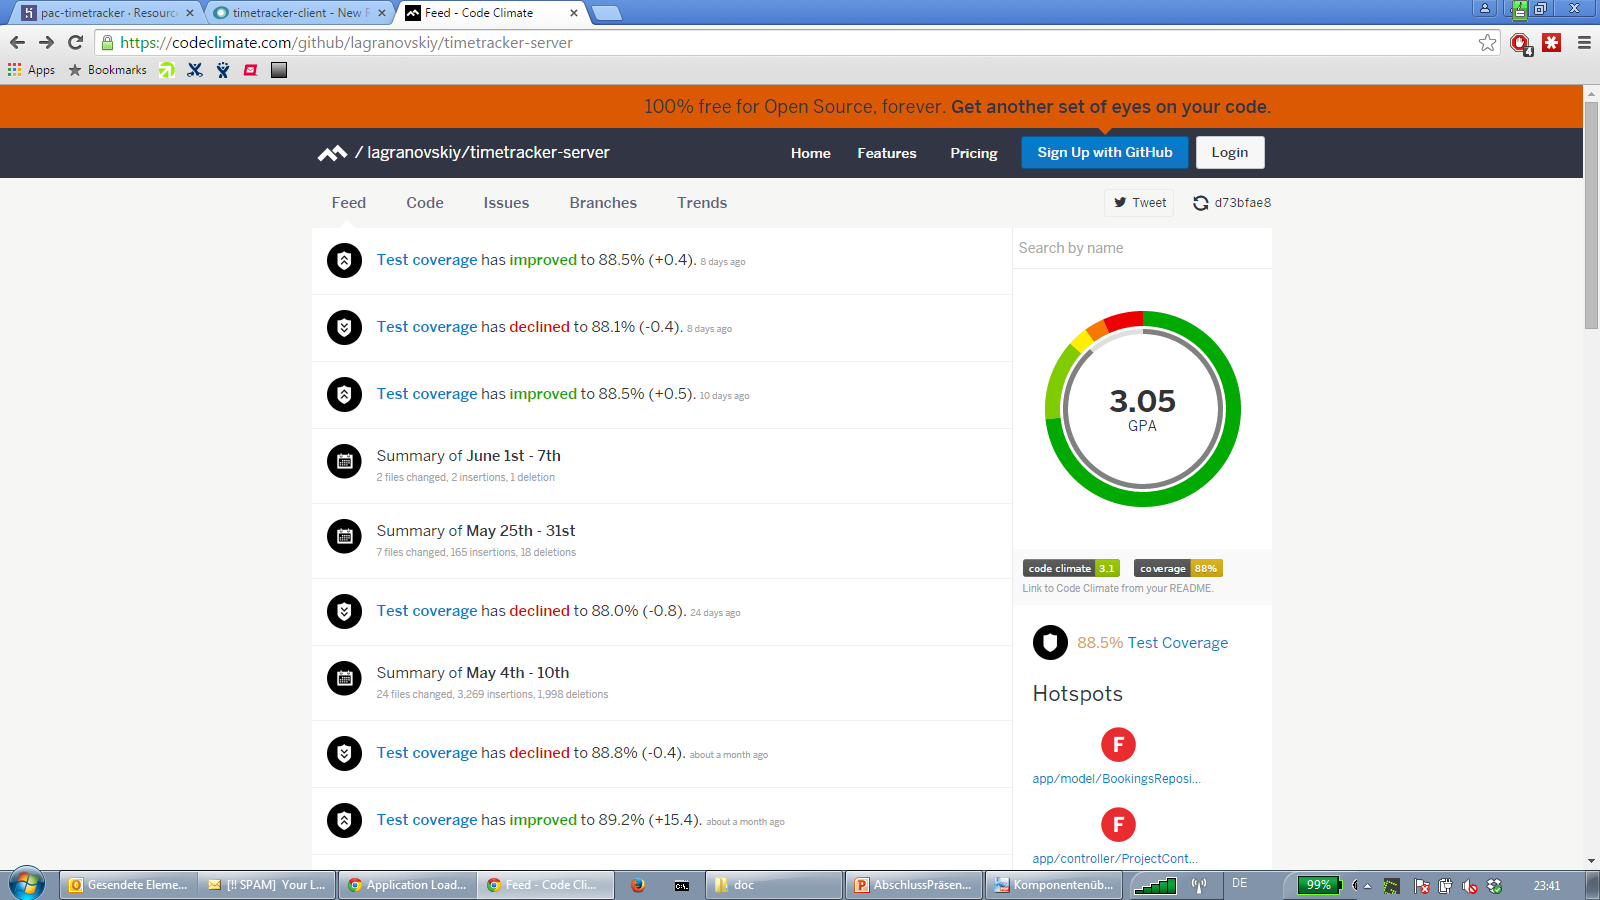 pac-timetracker · Resourc
timetracker-client - New R
Feed - Code Climate
https://codeclimate.com/github/lagranovskiy/timetracker-server
4
Apps
Bookmarks
100% free for Open Source, forever. Get another set of eyes on your code.
/ lagranovskiy/timetracker-server
Home
Features
Pricing
Sign Up with GitHub
Login
Feed
Code
Issues
Branches
Trends
Tweet
d73bfae8
Test coverage has improved to 88.5% (+0.4). 8 days ago
Test coverage has declined to 88.1% (-0.4). 8 days ago
Test coverage has improved to 88.5% (+0.5). 10 days ago
Summary of June 1st - 7th
2 files changed, 2 insertions, 1 deletion
Summary of May 25th - 31st
7 files changed, 165 insertions, 18 deletions
Test coverage has declined to 88.0% (-0.8). 24 days ago
Summary of May 4th - 10th
24 files changed, 3,269 insertions, 1,998 deletions
Test coverage has declined to 88.8% (-0.4). about a month ago
Test coverage has improved to 89.2% (+15.4). about a month ago
Search by name
3.05
GPA
code climate 3.1
coverage 88%
Link to Code Climate from your README.
88.5% Test Coverage
Hotspots
F
app/model/BookingsReposi...
F
app/controller/ProjectCont...
Gesendete Eleme...
[!! SPAM] Your L...
Application Load...
Feed - Code Cli...
doc
AbschlussPräsen...
Komponentenüb...
DE
99%
23:41